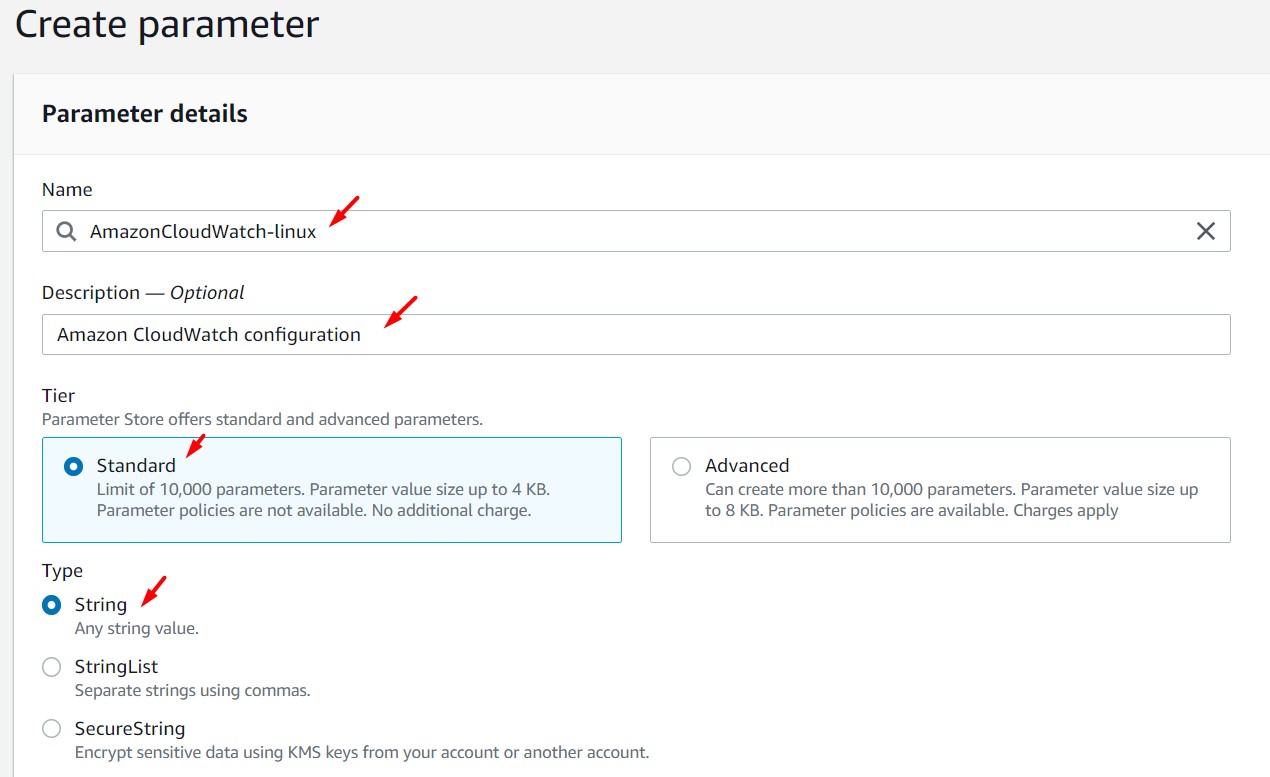 Create parameter
Parameter details
Name
AmazonCloudWatch-linux
Description — Optional
Amazon CloudWatch configuration
Tier
Parameter Store offers standard and advanced parameters.
Standard
Limit of 10,000 parameters. Parameter value size up to 4 KB.
Parameter policies are not available. No additional charge.
Advanced
Can create more than 10,000 parameters. Parameter value size up
to 8 KB. Parameter policies are available. Charges apply
Type
String
Any string value.
StringList
Separate strings using commas.
SecureString
Encrypt sensitive data using KMS keys from your account or another account.